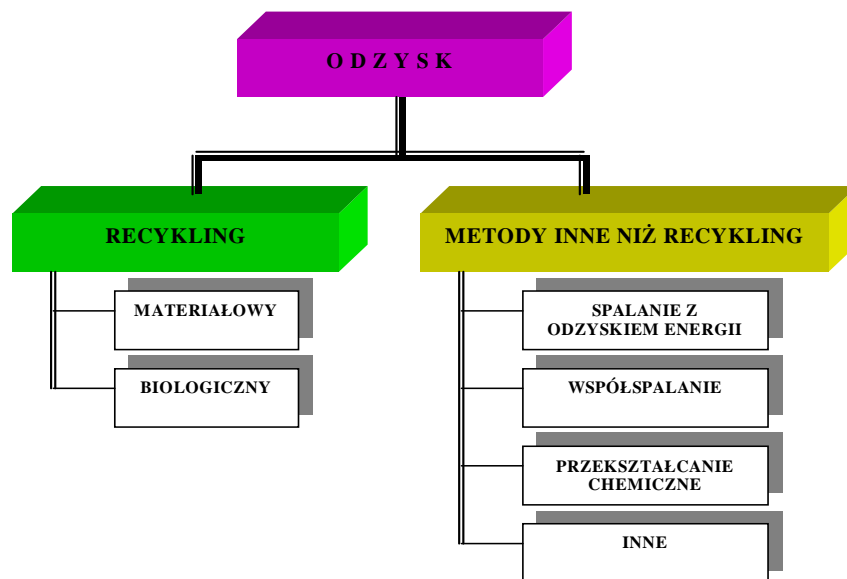 O D Z Y S K
RECYKLING
METODY INNE NIŻ RECYKLING
MATERIAŁOWY
BIOLOGICZNY
SPALANIE Z
ODZYSKIEM ENERGII
WSPÓŁSPALANIE
PRZEKSZTAŁCANIE
CHEMICZNE
INNE